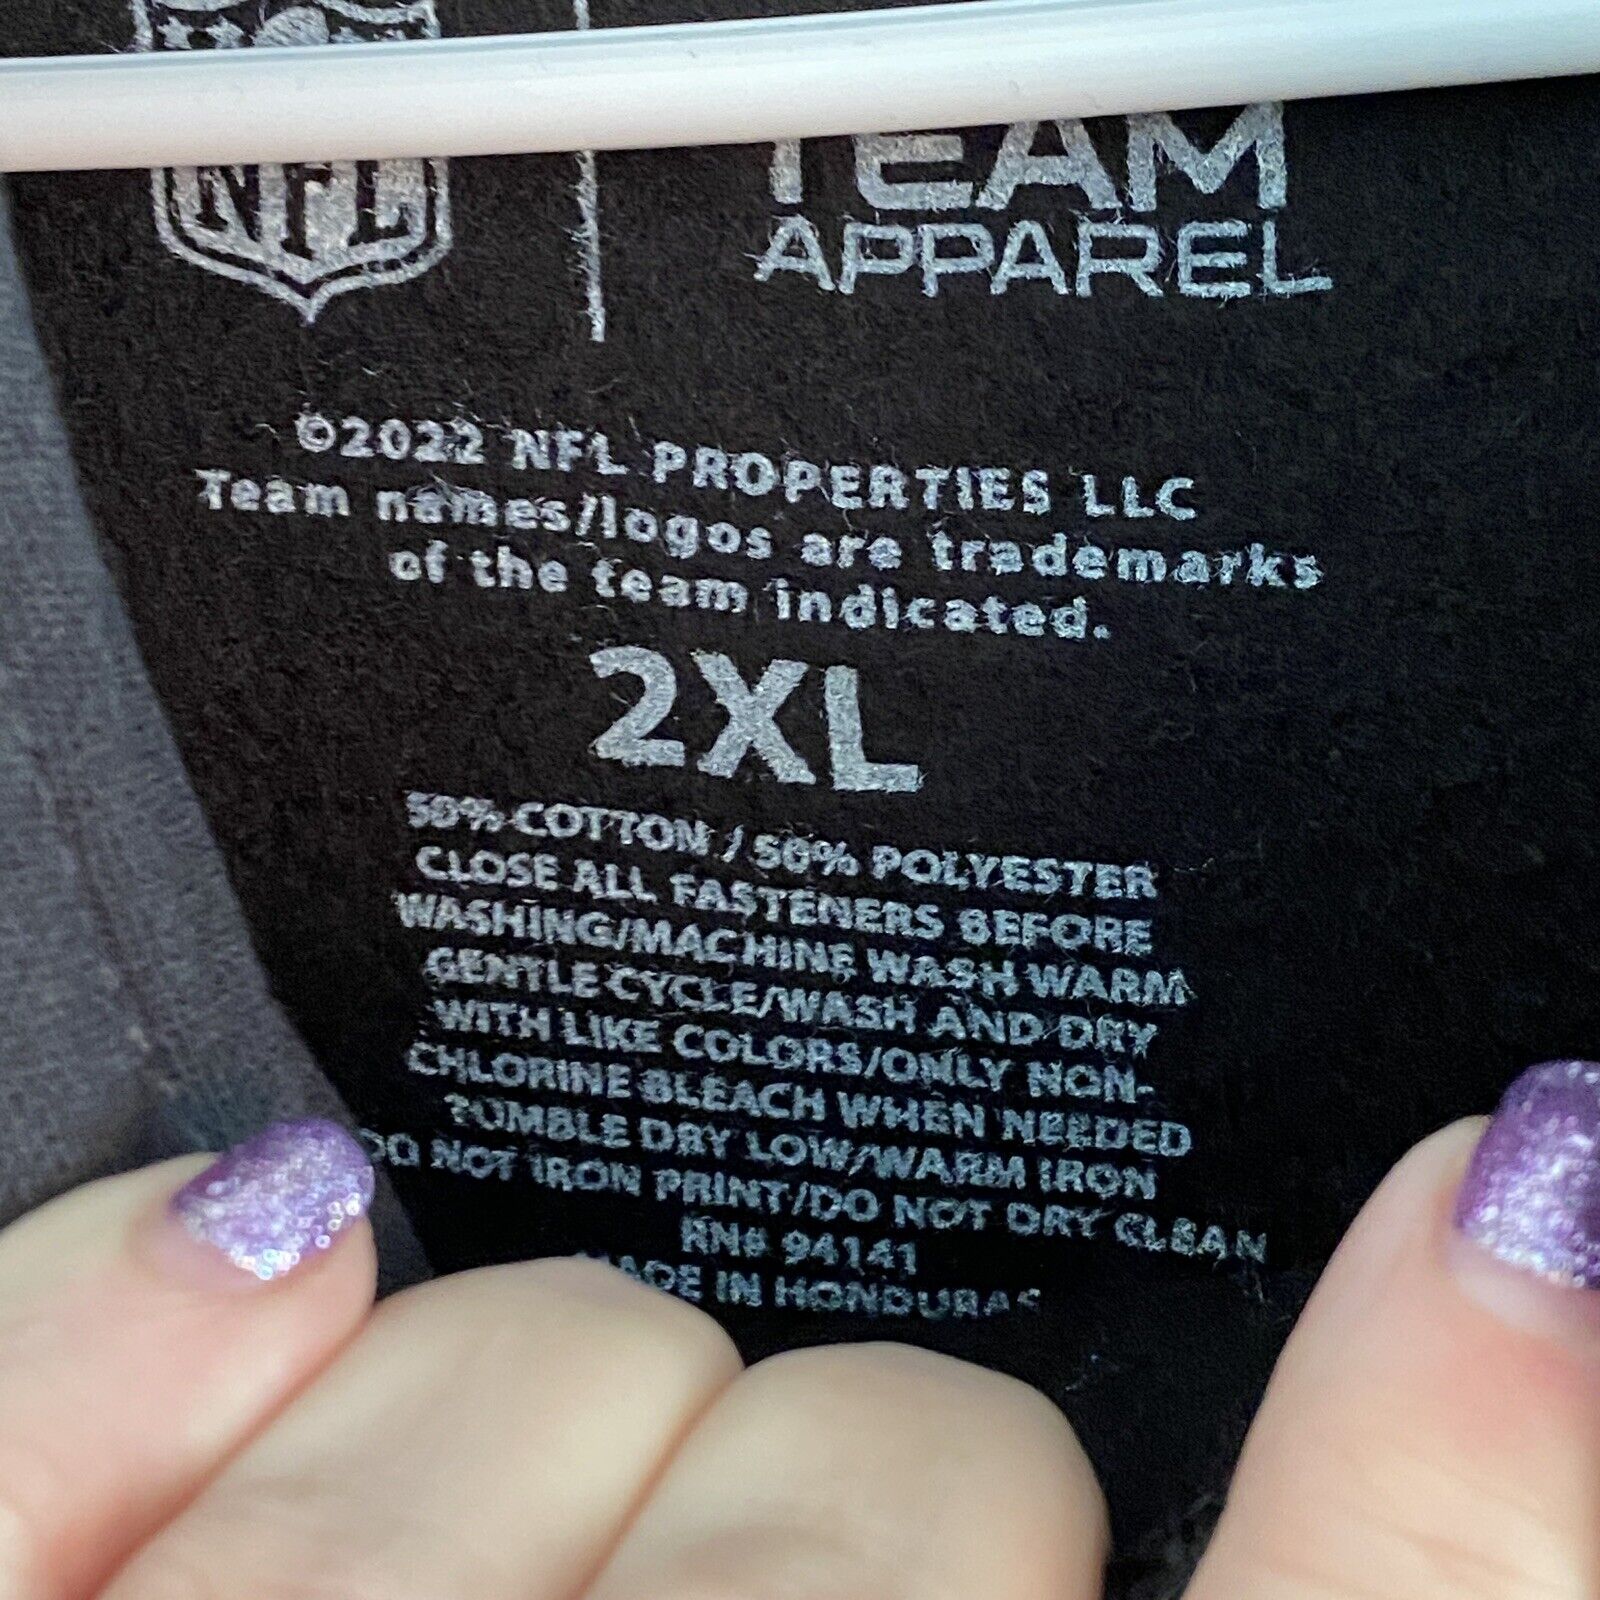 NFL
TEAM
APPAREL
©2022 NFL PROPERTIES LLC
Team names/logos are trademarks
of the team indicated.
2XL
50% COTTON / 50% POLYESTER
CLOSE ALL FASTENERS BEFORE
WASHING/MACHINE WASH WARM
GENTLE CYCLE/WASH AND DRY
WITH LIKE COLORS/ONLY NON-
CHLORINE BLEACH WHEN NEEDED
TUMBLE DRY LOW/WARM IRON
DO NOT IRON PRINT/DO NOT DRY CLEAN
RN# 94141
MADE IN HONDURAS